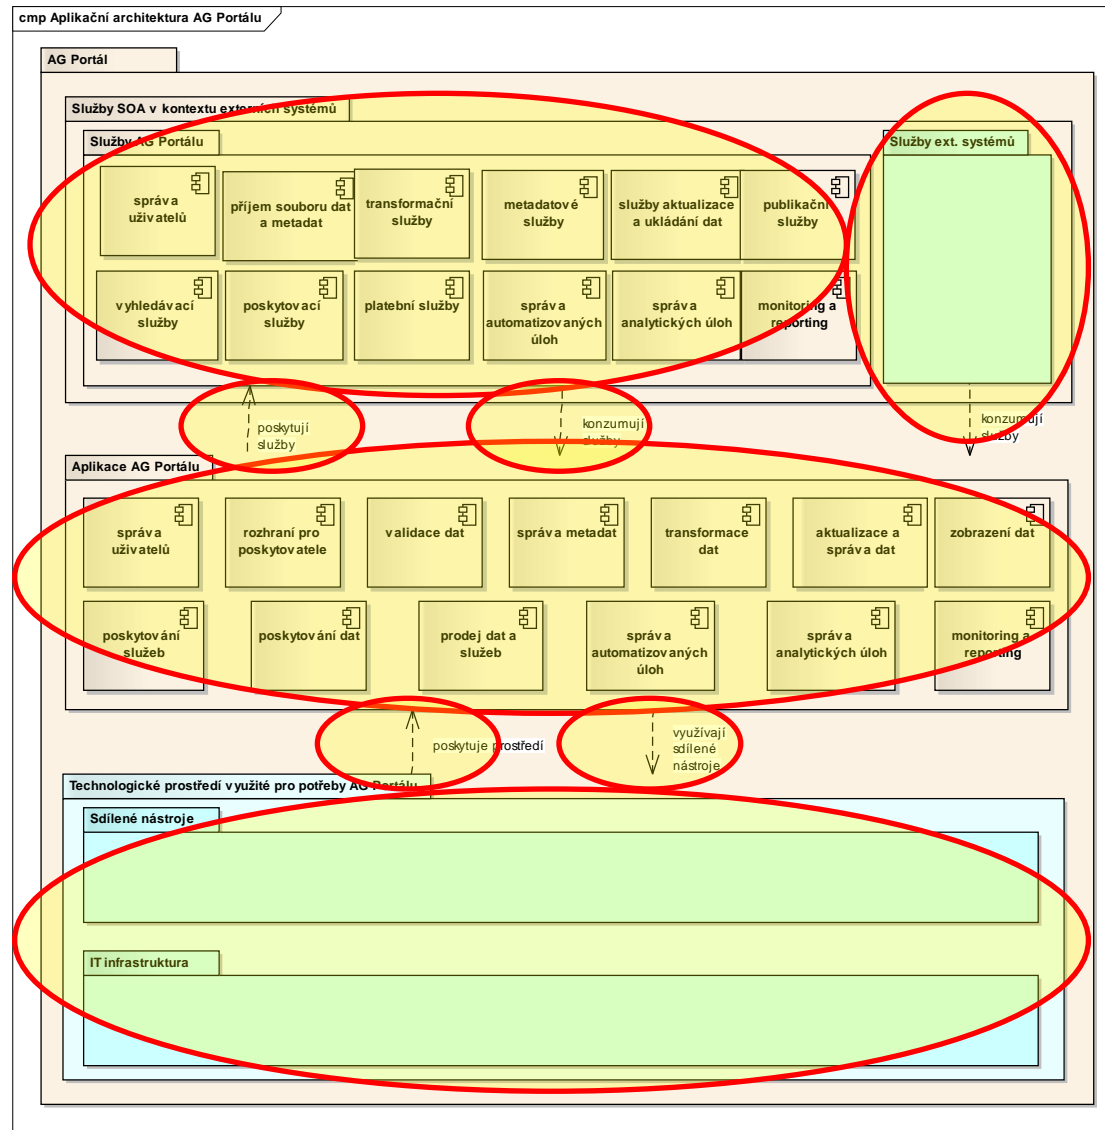 cmp Aplikační architektura AG Portálu
AG Portál
Služby SOA v kontextu externích systémů
Služby AG Portálu
Služby ext. systémů
správa
uživatelů
příjem souboru dat
a metadat
transformační
služby
metadatové
služby
služby aktualizace
a ukládání dat
publikační
služby
vyhledávací
služby
poskytovací
služby
platební služby
správa
automatizovaných
úloh
správa
analytických úloh
monitoring a
reporting
poskytují
služby
konzumují
služby
konzumují
služby
Aplikace AG Portálu
správa
uživatelů
rozhraní pro
poskytovatele
validace dat
správa metadat
transformace
dat
aktualizace a
správa dat
zobrazení dat
poskytování
služeb
poskytování dat
prodej dat a
služeb
správa
automatizovaných
úloh
správa
analytických úloh
monitoring a
reporting
poskytuje prostředí
využívají
sdílené
nástroje
Technologické prostředí využité pro potřeby AG Portálu
Sdílené nástroje
IT infrastruktura